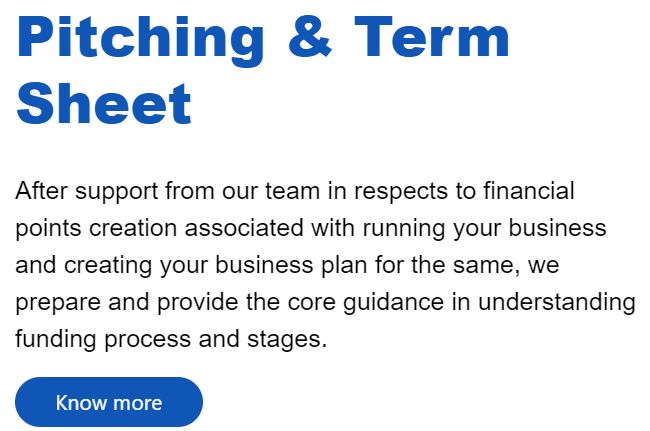 Pitching & Term
Sheet
After support from our team in respects to financial
points creation associated with running your business
and creating your business plan for the same, we
prepare and provide the core guidance in understanding
funding process and stages.
Know more